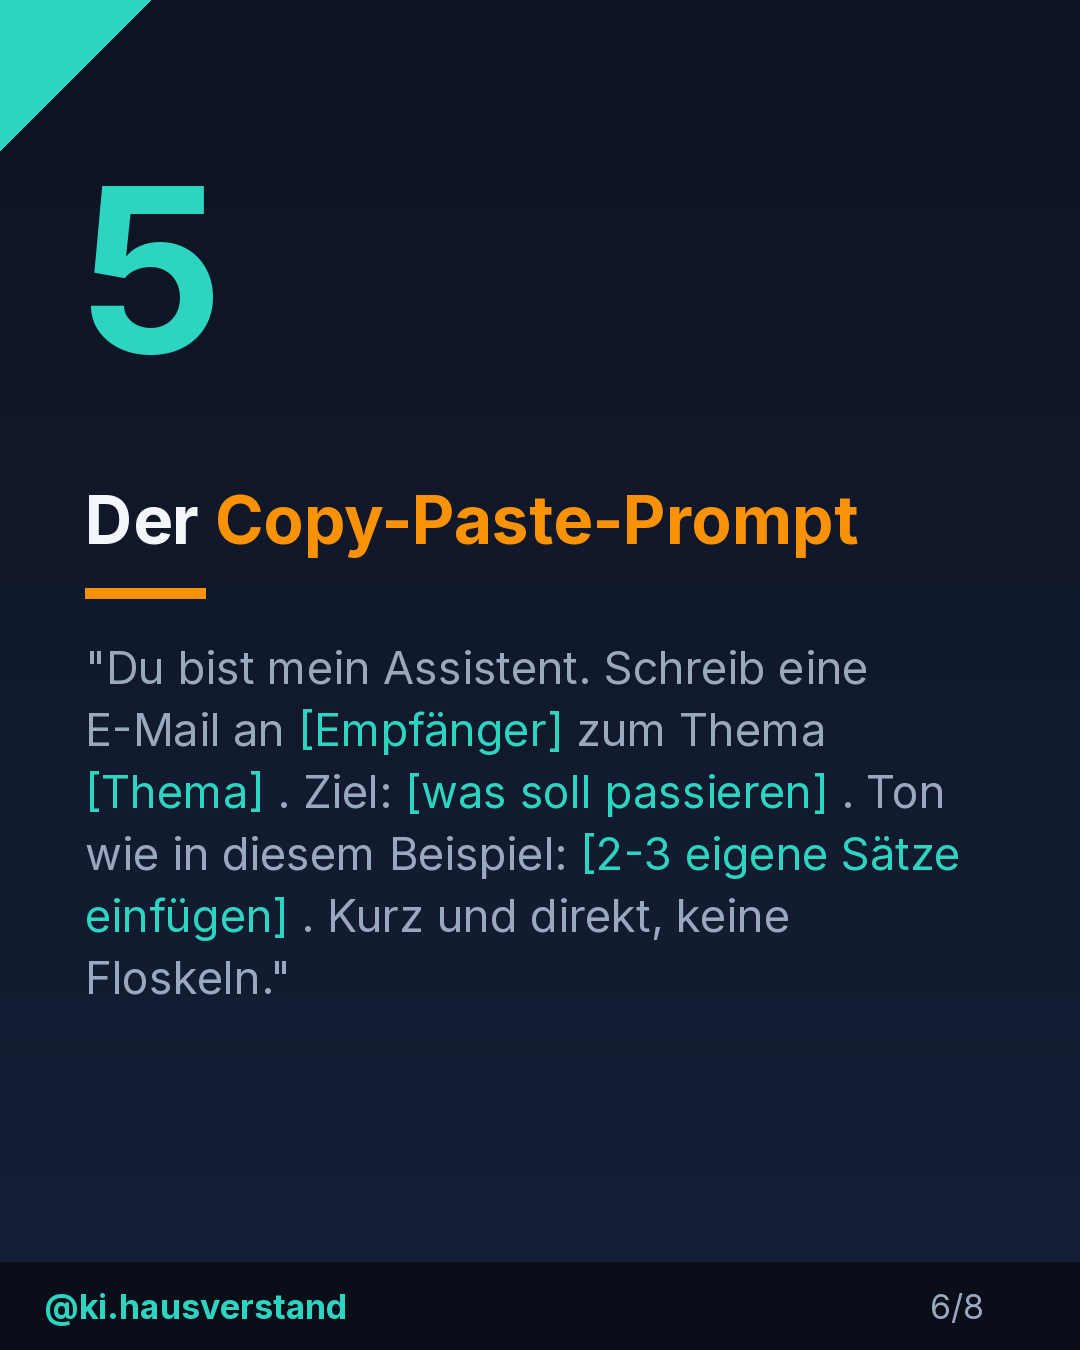 5
Der Copy-Paste-Prompt
"Du bist mein Assistent. Schreib eine
E-Mail an [Empfänger] zum Thema
[Thema] . Ziel: [was soll passieren] . Ton
wie in diesem Beispiel: [2-3 eigene Sätze
einfügen] . Kurz und direkt, keine
Floskeln."
@ki.hausverstand
6/8